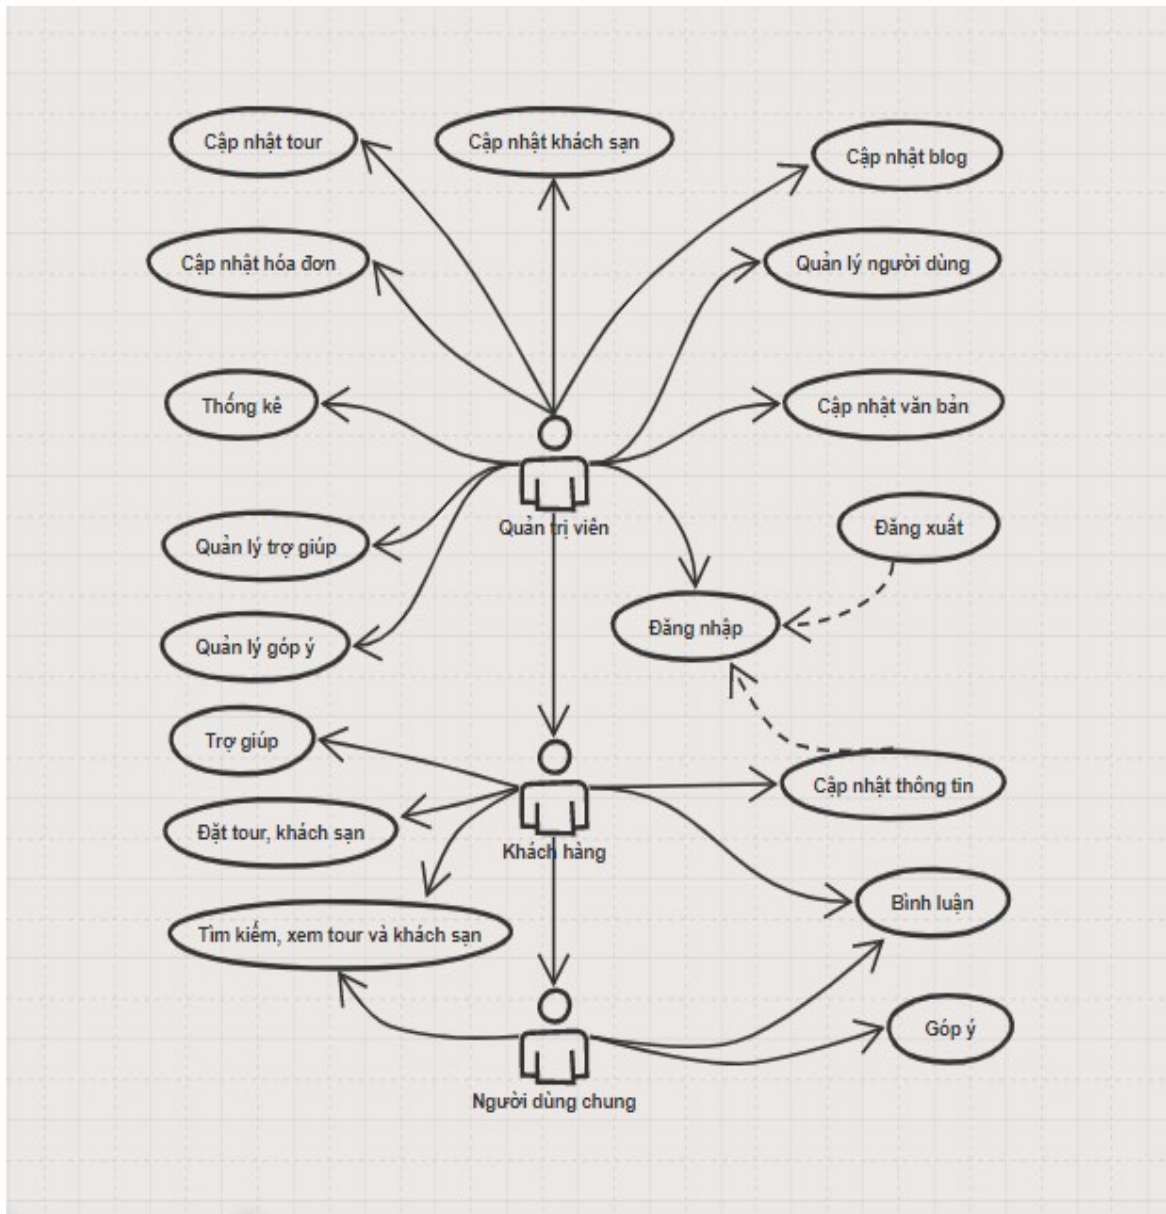 Cập nhật tour
Cập nhật khách sạn
Cập nhật blog
Cập nhật hóa đơn
Quản lý người dùng
Thống kê
Cập nhật văn bản
Quản trị viên
Đăng xuất
Quản lý trợ giúp
Đăng nhập
Quản lý góp ý
Trợ giúp
Cập nhật thông tin
Đặt tour, khách sạn
Khách hàng
Bình luận
Tìm kiếm, xem tour và khách sạn
Góp ý
Người dùng chung